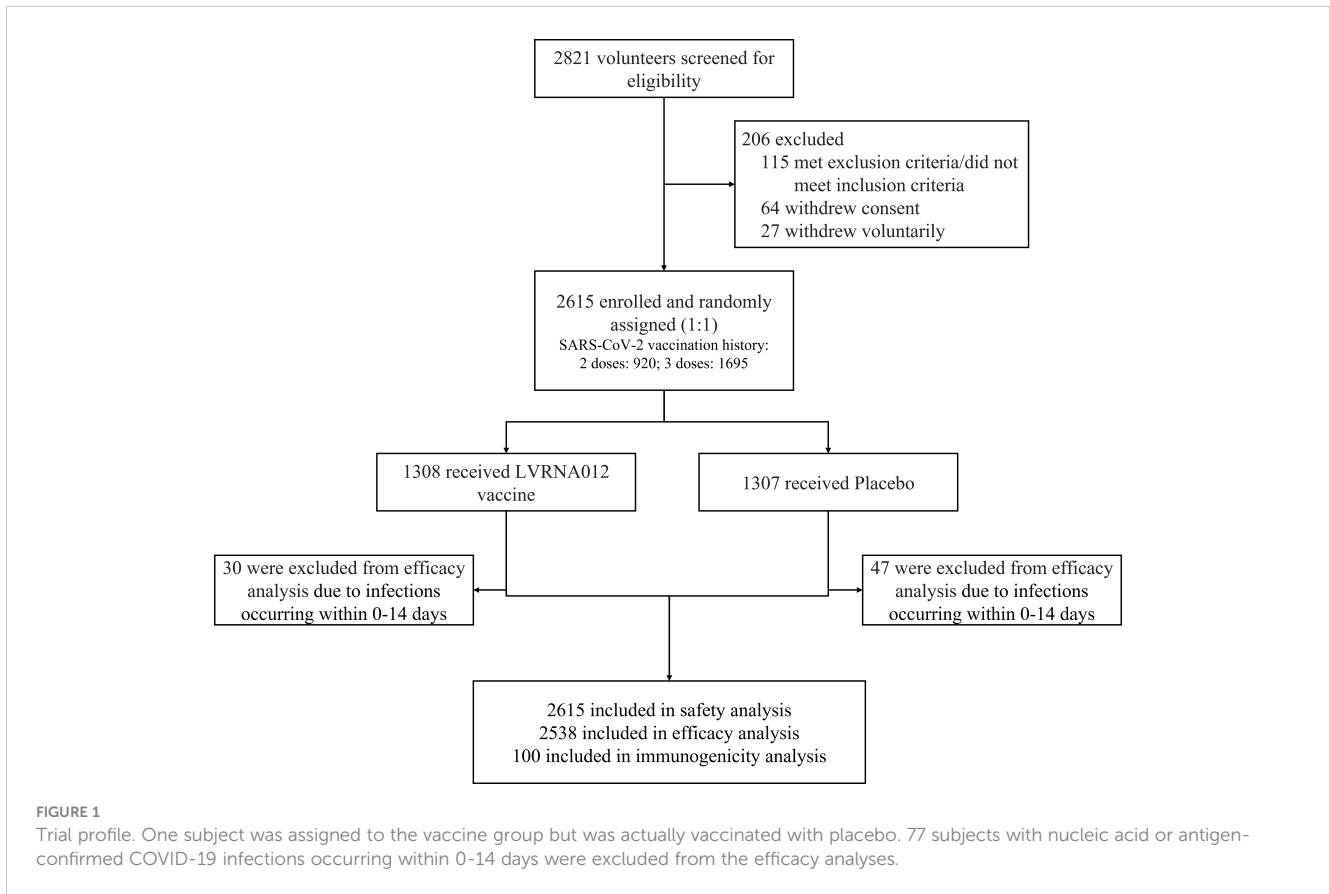 2821 volunteers screened for
eligibility
206 excluded
115 met exclusion criteria/did not
meet inclusion criteria
64 withdrew consent
27 withdrew voluntarily
2615 enrolled and randomly
assigned (1:1)
SARS-CoV-2 vaccination history:
2 doses: 920; 3 doses: 1695
1308 received LVRNA012
vaccine
1307 received Placebo
30 were excluded from efficacy
analysis due to infections
occurring within 0-14 days
47 were excluded from efficacy
analysis due to infections
occurring within 0-14 days
2615 included in safety analysis
2538 included in efficacy analysis
100 included in immunogenicity analysis
FIGURE 1
Trial profile. One subject was assigned to the vaccine group but was actually vaccinated with placebo. 77 subjects with nucleic acid or antigen-
confirmed COVID-19 infections occurring within 0-14 days were excluded from the efficacy analyses.